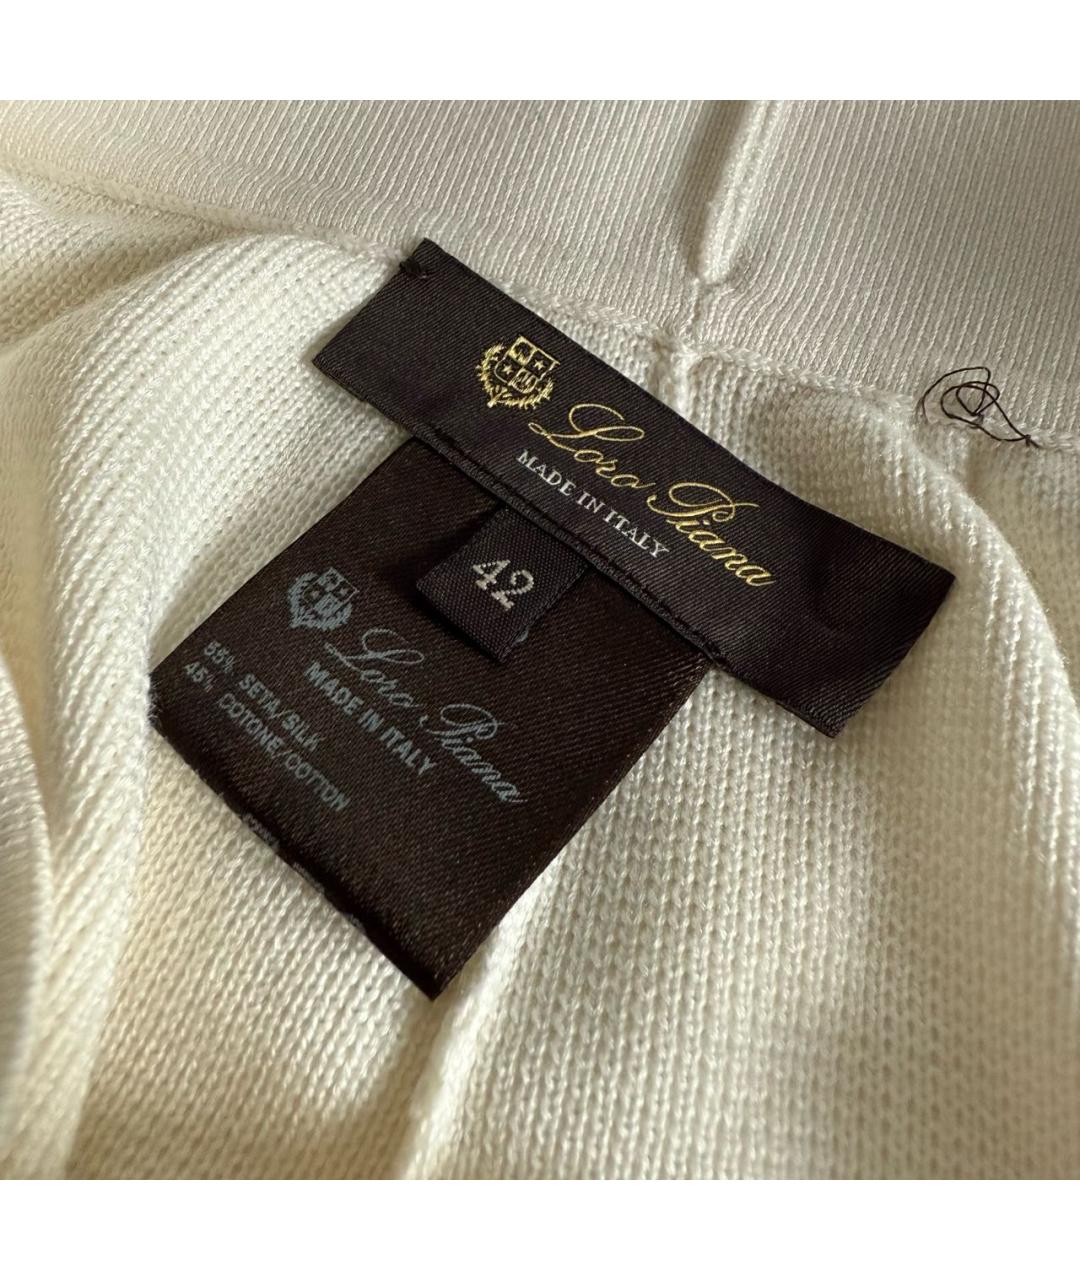 Loro Piana
MADE IN ITALY
42
Loro Piana
MADE IN ITALY
55% SETA/SILK
45% COTONE/COTTON